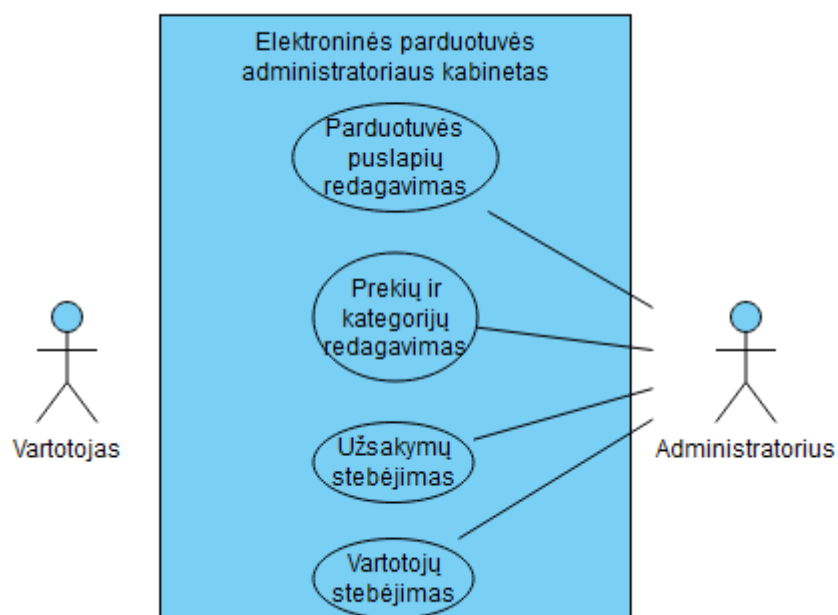 Elektroninės parduotuvės
administratoriaus kabinetas
Parduotuvės
puslapių
redagavimas
Prekių ir
kategorijų
redagavimas
Vartotojas
Administratorius
Užsakymų
stebėjimas
Vartotojų
stebėjimas